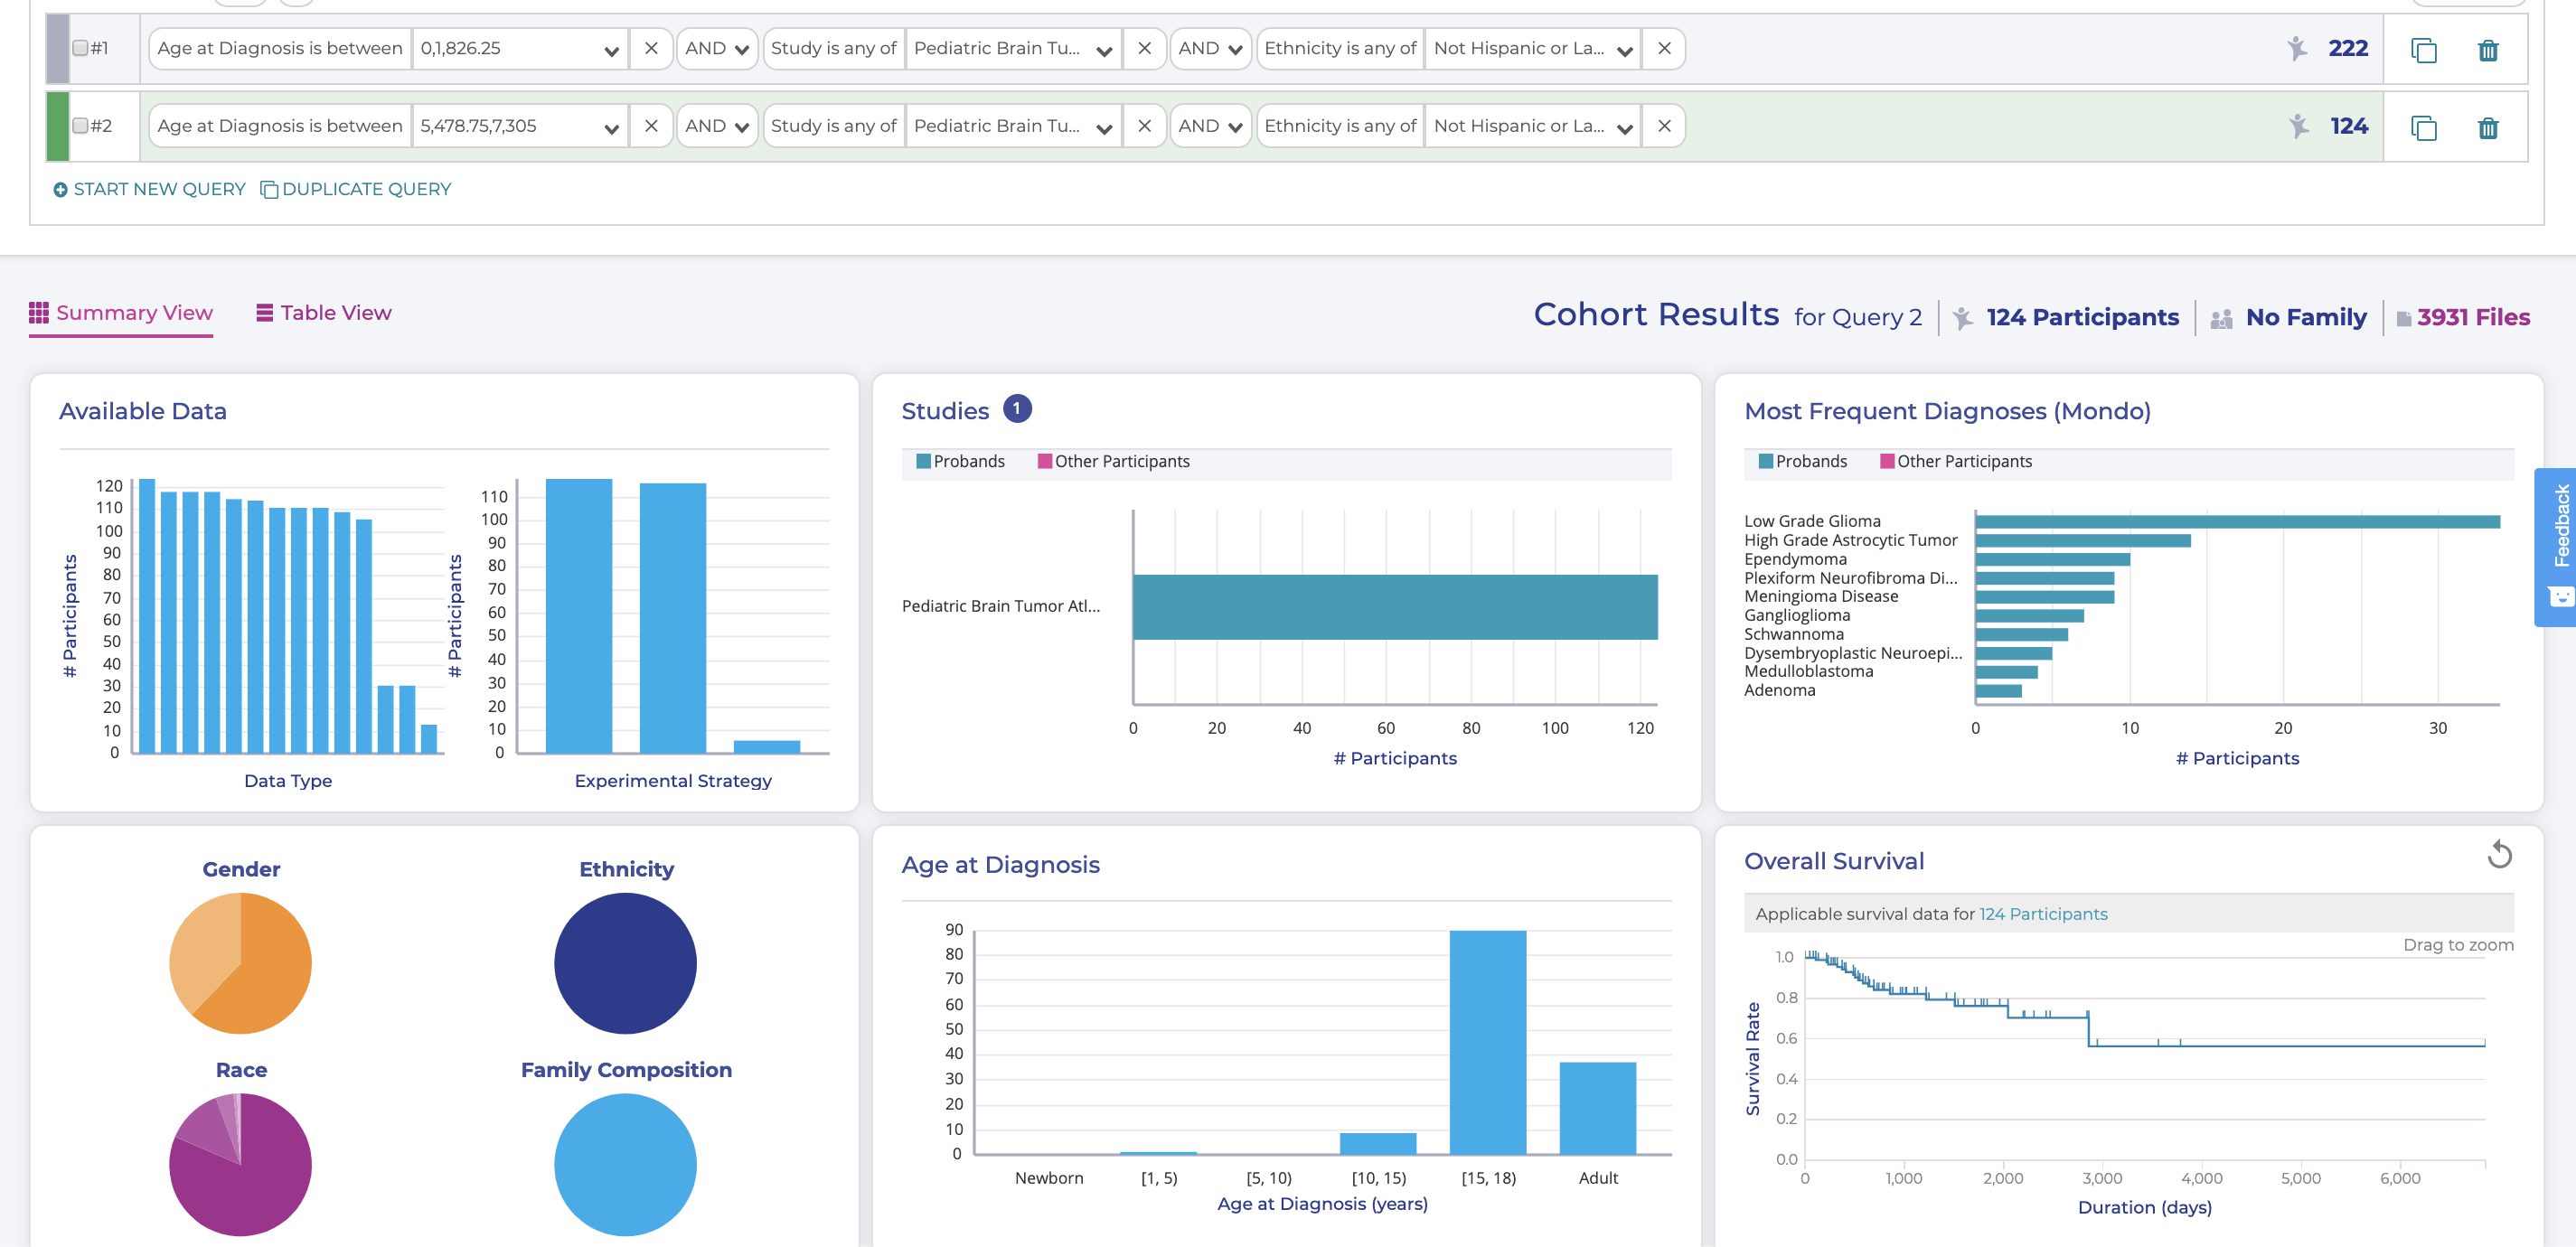 #1 Age at Diagnosis is between 0,1,826.25 AND Study is any of Pediatric Brain Tu... AND Ethnicity is any of Not Hispanic or La... 222
#2 Age at Diagnosis is between 5,478.75,7,305 AND Study is any of Pediatric Brain Tu... AND Ethnicity is any of Not Hispanic or La... 124
START NEW QUERY DUPLICATE QUERY
Summary View Table View
Cohort Results for Query 2 124 Participants No Family 3931 Files
Available Data
120
110
100
90
80
70
60
50
40
30
20
10
0
# Participants
Data Type
110
100
90
80
70
60
50
40
30
20
10
0
# Participants
Experimental Strategy
Studies 1
Probands Other Participants
Pediatric Brain Tumor Atl...
0 20 40 60 80 100 120
# Participants
Most Frequent Diagnoses (Mondo)
Probands Other Participants
Low Grade Glioma
High Grade Astrocytic Tumor
Ependymoma
Plexiform Neurofibroma Di...
Meningioma Disease
Ganglioglioma
Schwannoma
Dysembryoplastic Neuroepi...
Medulloblastoma
Adenoma
0 10 20 30
# Participants
Feedback
Gender Ethnicity
Race Family Composition
Age at Diagnosis
90
80
70
60
50
40
30
20
10
0
Newborn [1, 5) [5, 10) [10, 15) [15, 18) Adult
Age at Diagnosis (years)
Overall Survival
Applicable survival data for 124 Participants
Drag to zoom
1.0
0.8
0.6
0.4
0.2
0.0
Survival Rate
0 1,000 2,000 3,000 4,000 5,000 6,000
Duration (days)